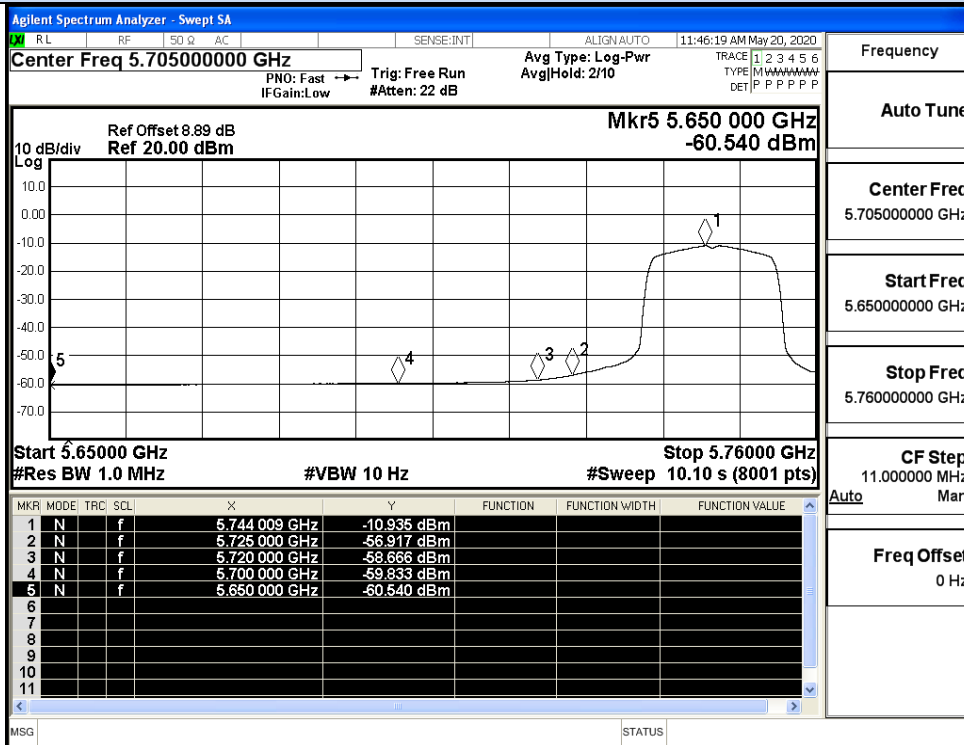 Agilent Spectrum Analyzer - Swept SA
LXI RL RF 50 Ω AC SENSE:INT ALIGN AUTO 11:46:19 AM May 20, 2020
Center Freq 5.705000000 GHz
PNO: Fast
IFGain:Low
Trig: Free Run
#Atten: 22 dB
Avg Type: Log-Pwr
Avg|Hold: 2/10
TRACE 1 2 3 4 5 6
TYPE M WWWWW
DET P P P P P P
Ref Offset 8.89 dB
10 dB/div Ref 20.00 dBm
Log
Mkr5 5.650 000 GHz
-60.540 dBm
10.0
0.00
-10.0
-20.0
-30.0
-40.0
-50.0
-60.0
-70.0
5
4
3
2
1
Start 5.65000 GHz Stop 5.76000 GHz
#Res BW 1.0 MHz #VBW 10 Hz #Sweep 10.10 s (8001 pts)
MKR MODE TRC SCL X Y FUNCTION FUNCTION WIDTH FUNCTION VALUE
1 N f 5.744 009 GHz -10.935 dBm
2 N f 5.725 000 GHz -56.917 dBm
3 N f 5.720 000 GHz -58.666 dBm
4 N f 5.700 000 GHz -59.833 dBm
5 N f 5.650 000 GHz -60.540 dBm
6
7
8
9
10
11
MSG STATUS
Frequency
Auto Tune
Center Freq
5.705000000 GHz
Start Freq
5.650000000 GHz
Stop Freq
5.760000000 GHz
CF Step
11.000000 MHz
Auto Man
Freq Offset
0 Hz